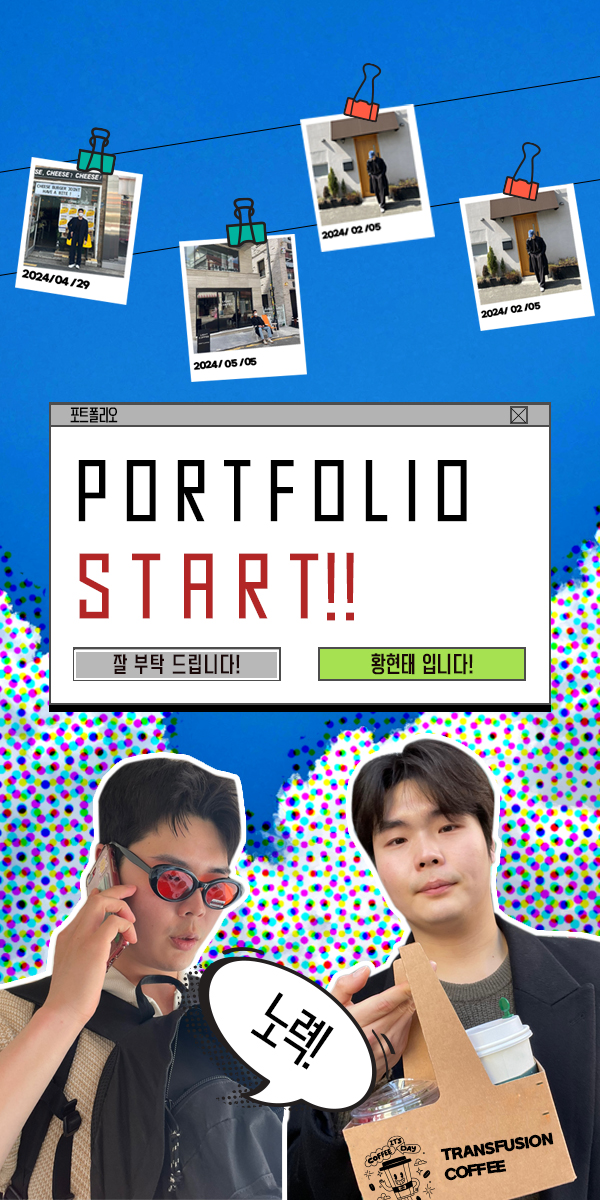 SE, CHEESE! CHEESE!
CHEESE BURGER JOINT
HAVE A BITE!
2024/04/29
2024/05/05
2024/ 02 /05
2024/ 02 /05
포트폴리오
PORTFOLIO
START!!
잘 부탁 드립니다!
황현태 입니다!
노력!
IT'S
COFFEE DAY
TRANSFUSION
COFFEE